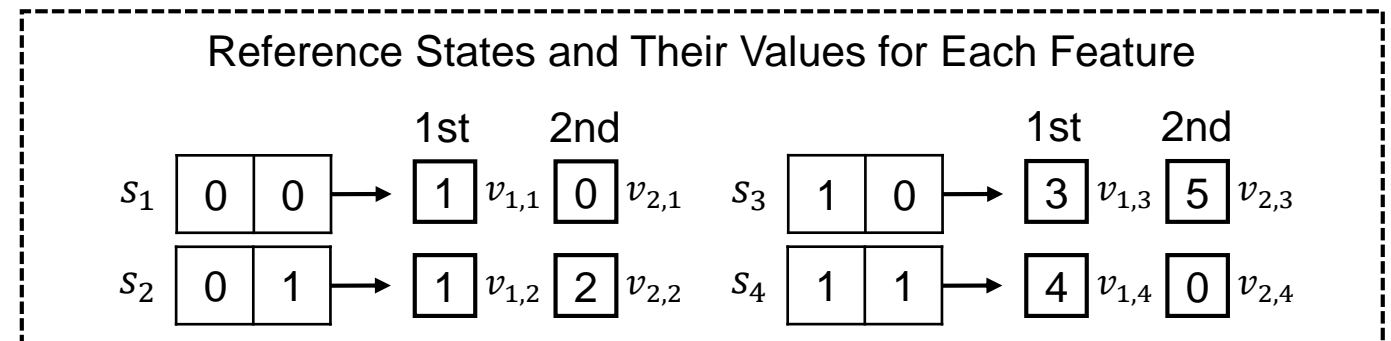 Reference States and Their Values for Each Feature
1st 2nd 1st 2nd
s₁ 0 0 1 v₁,₁ 0 v₂,₁ s₃ 1 0 3 v₁,₃ 5 v₂,₃
s₂ 0 1 1 v₁,₂ 2 v₂,₂ s₄ 1 1 4 v₁,₄ 0 v₂,₄